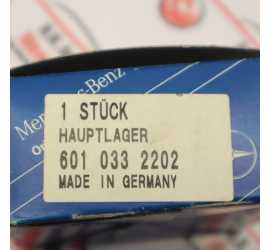 Mercedes-Benz
1 STÜCK
HAUPTLAGER
601 033 2202
MADE IN GERMANY